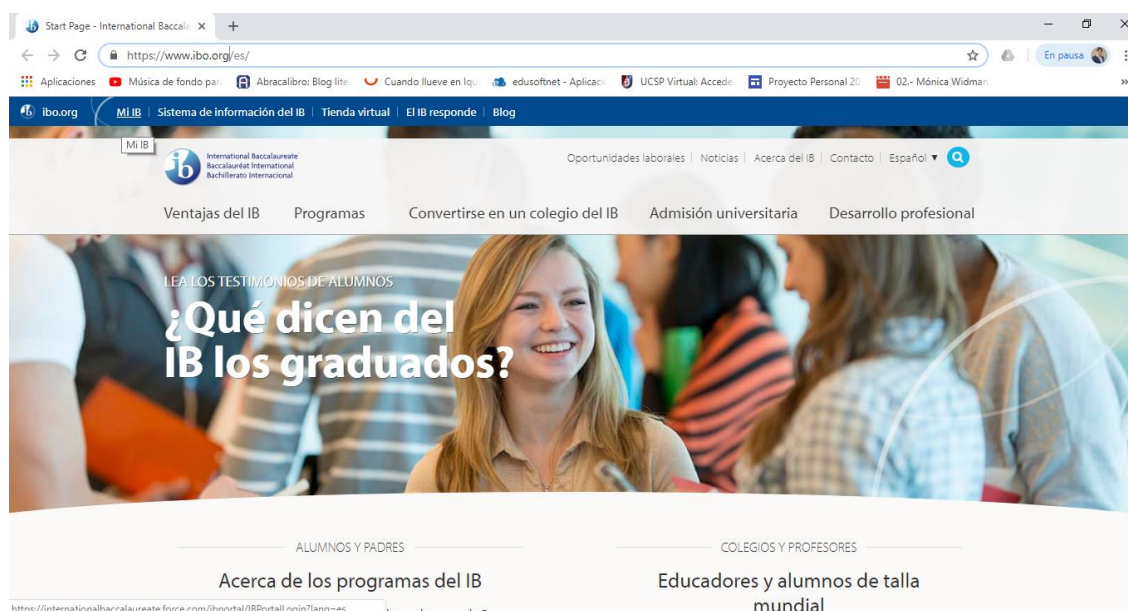 Start Page - International Baccala
https://www.ibo.org/es/
En pausa
Aplicaciones
Música de fondo par
Abracalibro: Blog lite
Cuando llueve en Iq
edusoftnet - Aplicaci
UCSP Virtual: Accede
Proyecto Personal 20
02.- Mónica Widman
ibo.org
Mi IB | Sistema de información del IB | Tienda virtual | El IB responde | Blog
Mi IB
International Baccalaureate
Baccalauréat International
Bachillerato Internacional
Oportunidades laborales | Noticias | Acerca del IB | Contacto | Español
Ventajas del IB
Programas
Convertirse en un colegio del IB
Admisión universitaria
Desarrollo profesional
LEA LOS TESTIMONIOS DE ALUMNOS
¿Qué dicen del
IB los graduados?
ALUMNOS Y PADRES
Acerca de los programas del IB
COLEGIOS Y PROFESORES
Educadores y alumnos de talla
mundial
https://internationalbaccalaureate.force.com/ibportal/IBPortalLogin?lang=es